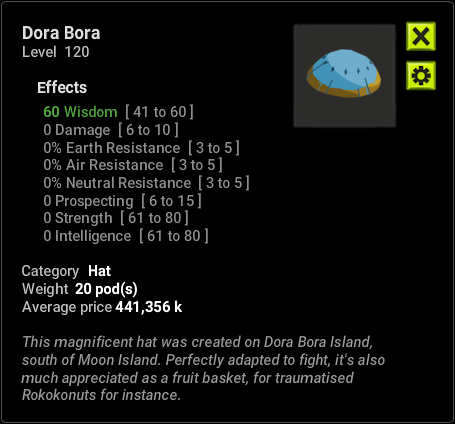 Dora Bora
Level 120
Effects
60 Wisdom [ 41 to 60 ]
0 Damage [ 6 to 10 ]
0% Earth Resistance [ 3 to 5 ]
0% Air Resistance [ 3 to 5 ]
0% Neutral Resistance [ 3 to 5 ]
0 Prospecting [ 6 to 15 ]
0 Strength [ 61 to 80 ]
0 Intelligence [ 61 to 80 ]
Category Hat
Weight 20 pod(s)
Average price 441,356 k
This magnificent hat was created on Dora Bora Island,
south of Moon Island. Perfectly adapted to fight, it's also
much appreciated as a fruit basket, for traumatised
Rokokonuts for instance.